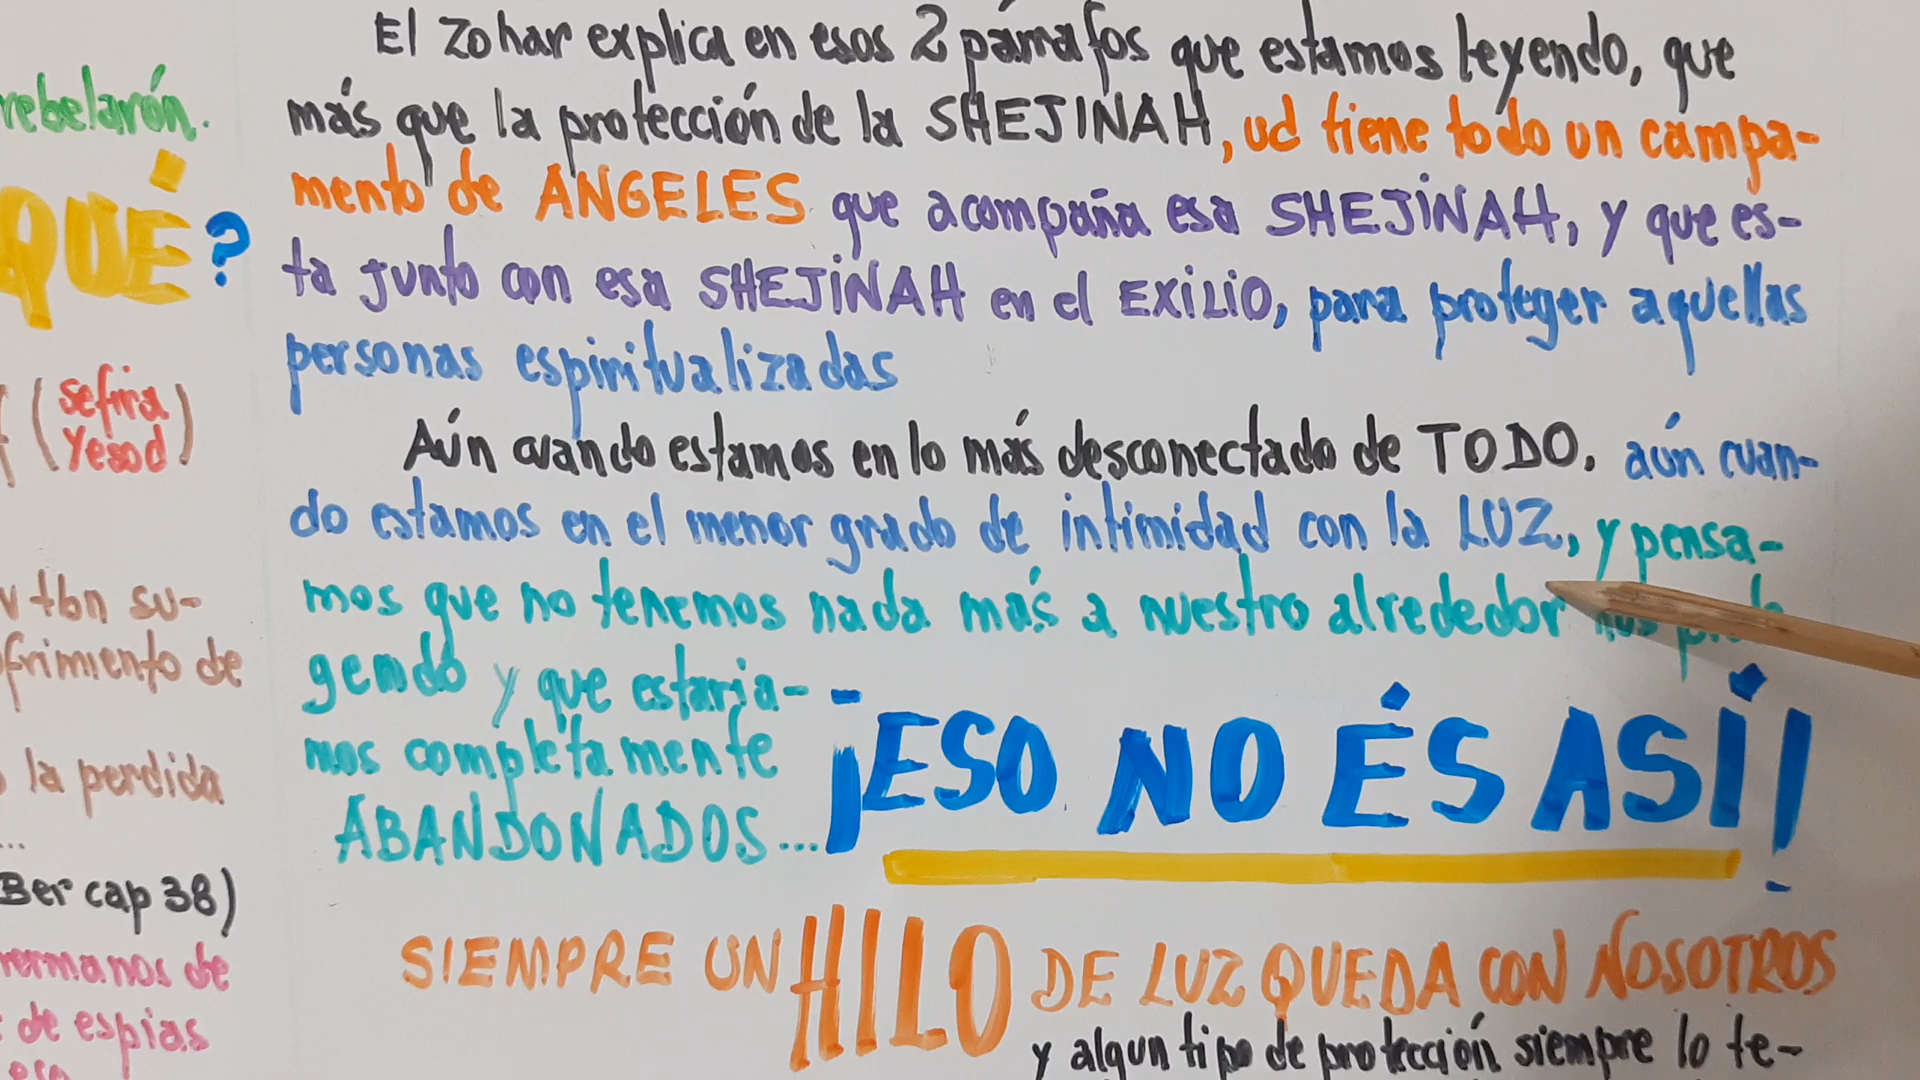 rebelarón.
QUÉ?
(sefira
Yesod)
v tbn su-
frimiento de
la perdida
...
Ber cap 38)
hermanos de
de espias
El Zohar explica en esos 2 párrafos que estamos leyendo, que
más que la protección de la SHEJINAH, ud tiene todo un campa-
mento de ANGELES que acompaña esa SHEJINAH, y que es-
ta junto con esa SHEJINAH en el EXILIO, para proteger aquellas
personas espiritualizadas
Aún cuando estamos en lo más desconectado de TODO, aún cuan-
do estamos en el menor grado de intimidad con la LUZ, y pensa-
mos que no tenemos nada más a nuestro alrededor nos
gendo y que estaria-
mos completamente
ABANDONADOS...
¡ESO NO ÉS ASÍ!
SIEMPRE UN HILO DE LUZ QUEDA CON NOSOTROS
y algun tipo de protección siempre lo te-